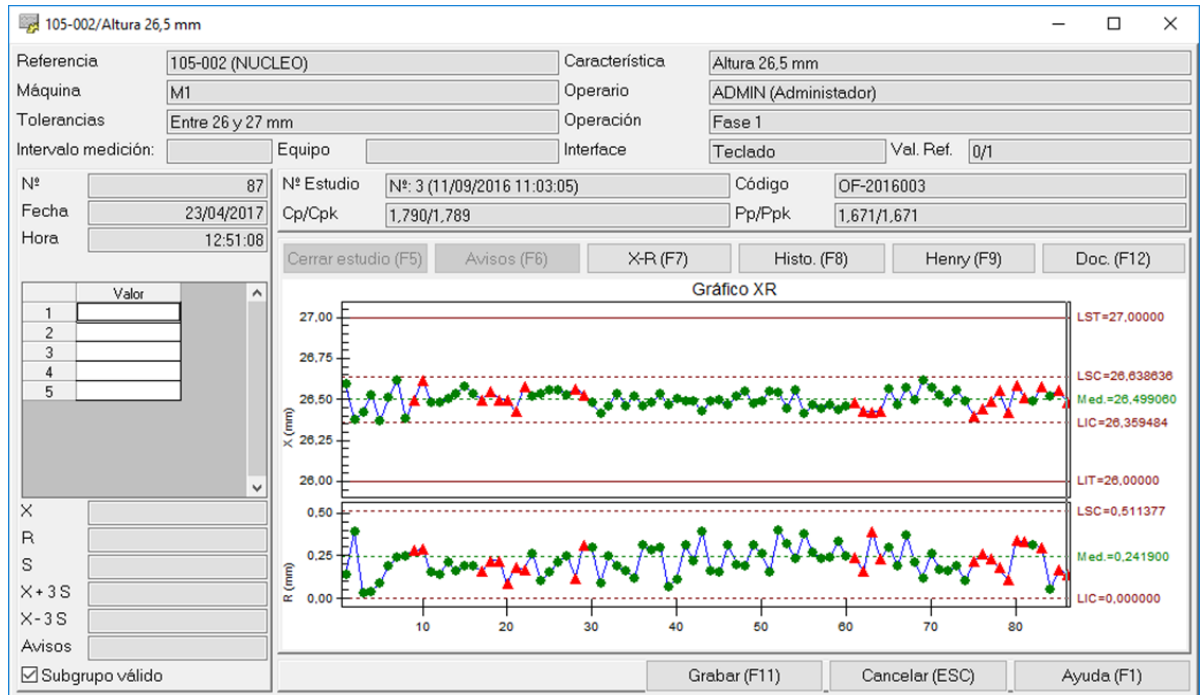 105-002/Altura 26,5 mm
Referencia 105-002 (NUCLEO) Característica Altura 26,5 mm
Máquina M1 Operario ADMIN (Administador)
Tolerancias Entre 26 y 27 mm Operación Fase 1
Intervalo medición: Equipo Interface Teclado Val. Ref. 0/1
Nº 87 Nº Estudio Nº: 3 (11/09/2016 11:03:05) Código OF-2016003
Fecha 23/04/2017 Cp/Cpk 1,790/1,789 Pp/Ppk 1,671/1,671
Hora 12:51:08
Cerrar estudio (F5) Avisos (F6) X-R (F7) Histo. (F8) Henry (F9) Doc. (F12)
Valor
1
2
3
4
5
X
R
S
X + 3 S
X - 3 S
Avisos
Subgrupo válido
Gráfico XR
27,00 LST=27,00000
26,75
LSC=26,638636
26,50 Med.=26,499060
LIC=26,359484
26,25
X (mm)
26,00 LIT=26,00000
0,50 LSC=0,511377
0,25 Med.=0,241900
R (mm)
0,00 LIC=0,000000
10 20 30 40 50 60 70 80
Grabar (F11) Cancelar (ESC) Ayuda (F1)